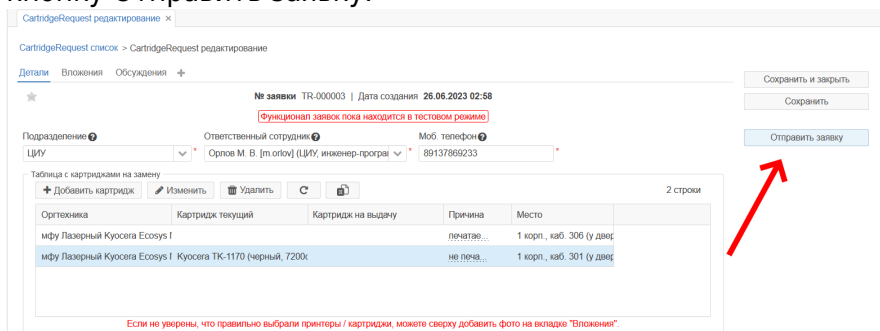 CartridgeRequest редактирование ×
CartridgeRequest список > CartridgeRequest редактирование
Детали Вложения Обсуждения +
Сохранить и закрыть
№ заявки TR-000003 | Дата создания 26.06.2023 02:58
Сохранить
Функционал заявок пока находится в тестовом режиме
Подразделение Ответственный сотрудник Моб. телефон
Отправить заявку
ЦИУ * Орлов М. В. [m.orlov] (ЦИУ, инженер-програм * 89137869233 *
Таблица с картриджами на замену
Добавить картридж Изменить Удалить 2 строки
Оргтехника Картридж текущий Картридж на выдачу Причина Место
мфу Лазерный Kyocera Ecosys печатае... 1 корп., каб. 306 (у двер
мфу Лазерный Kyocera Ecosys Kyocera TK-1170 (черный, 7200 не печа... 1 корп., каб. 301 (у двер
Если не уверены, что правильно выбрали принтеры / картриджи, можете сверху добавить фото на вкладке "Вложения".